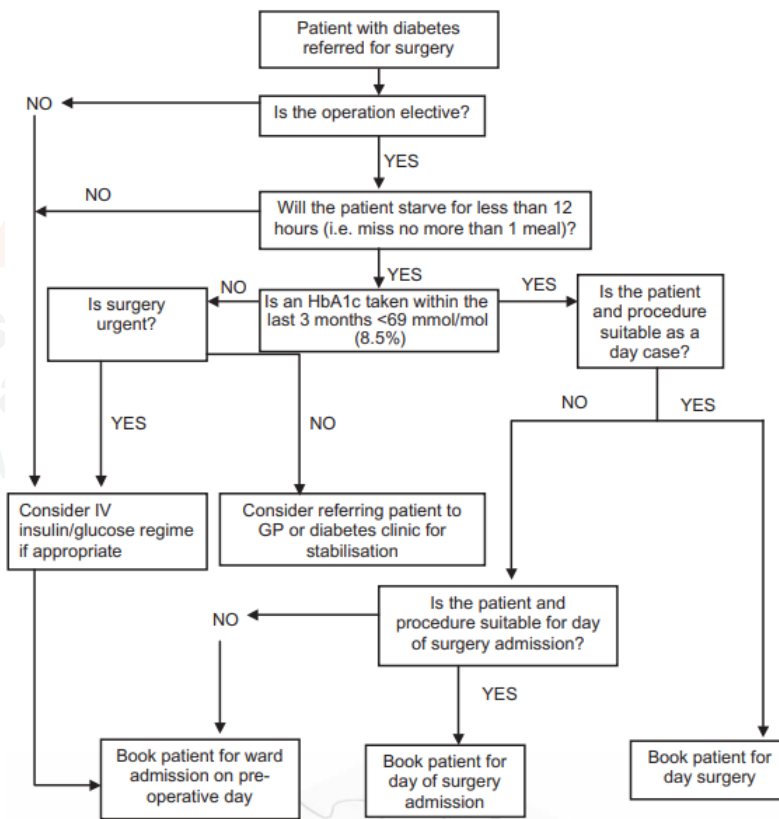 Patient with diabetes
referred for surgery
NO
Is the operation elective?
YES
NO
Will the patient starve for less than 12
hours (i.e. miss no more than 1 meal)?
YES
Is surgery
urgent?
NO
Is an HbA1c taken within the
last 3 months <69 mmol/mol
(8.5%)
YES
Is the patient
and procedure
suitable as a
day case?
YES
NO
NO
YES
Consider IV
insulin/glucose regime
if appropriate
Consider referring patient to
GP or diabetes clinic for
stabilisation
NO
Is the patient and
procedure suitable for day
of surgery admission?
YES
Book patient for ward
admission on pre-
operative day
Book patient for
day of surgery
admission
Book patient for
day surgery